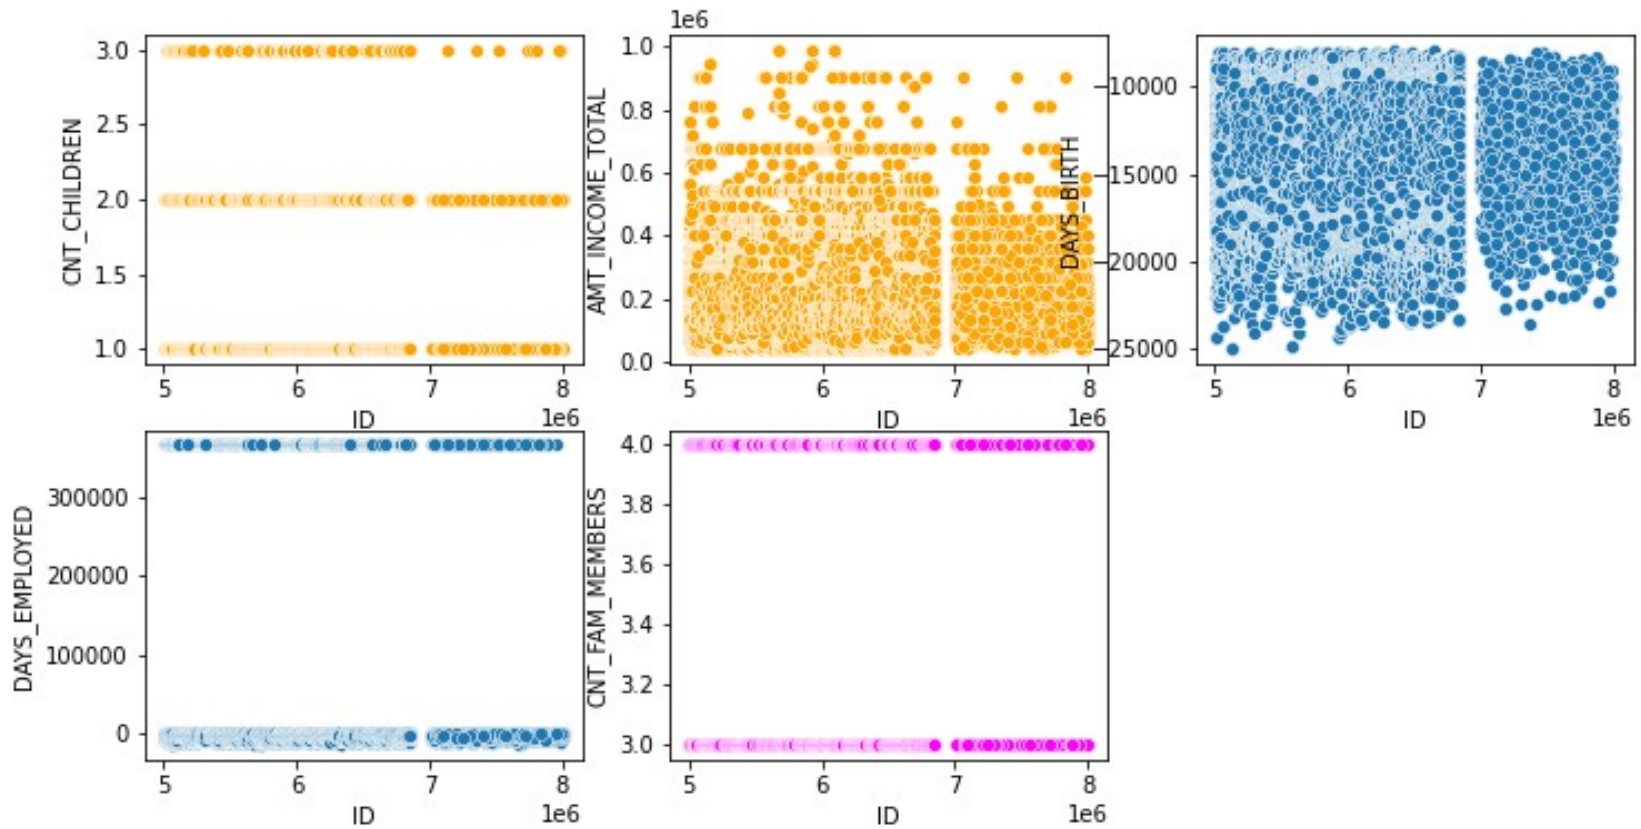 1e6
3.0
2.5
2.0
1.5
1.0
CNT_CHILDREN
5 6 7 8
ID
1e6
1.0
0.8
0.6
0.4
0.2
0.0
AMT_INCOME_TOTAL
5 6 7 8
ID
1e6
−10000
15000
20000
−25000
DAYS_BIRTH
5 6 7 8
ID
1e6
300000
200000
100000
0
DAYS_EMPLOYED
5 6 7 8
ID
1e6
4.0
3.8
3.6
3.4
3.2
3.0
CNT_FAM_MEMBERS
5 6 7 8
ID
1e6